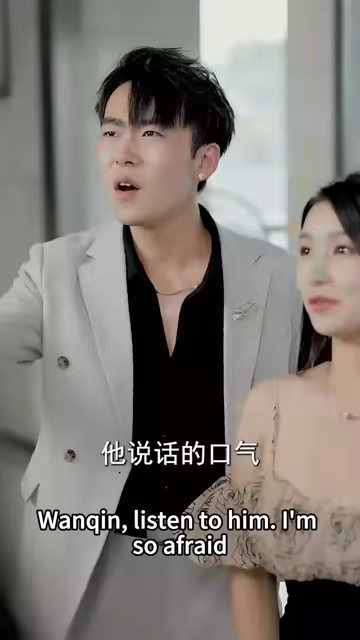 他说话的口气
Wanqin, listen to him. I'm
so afraid